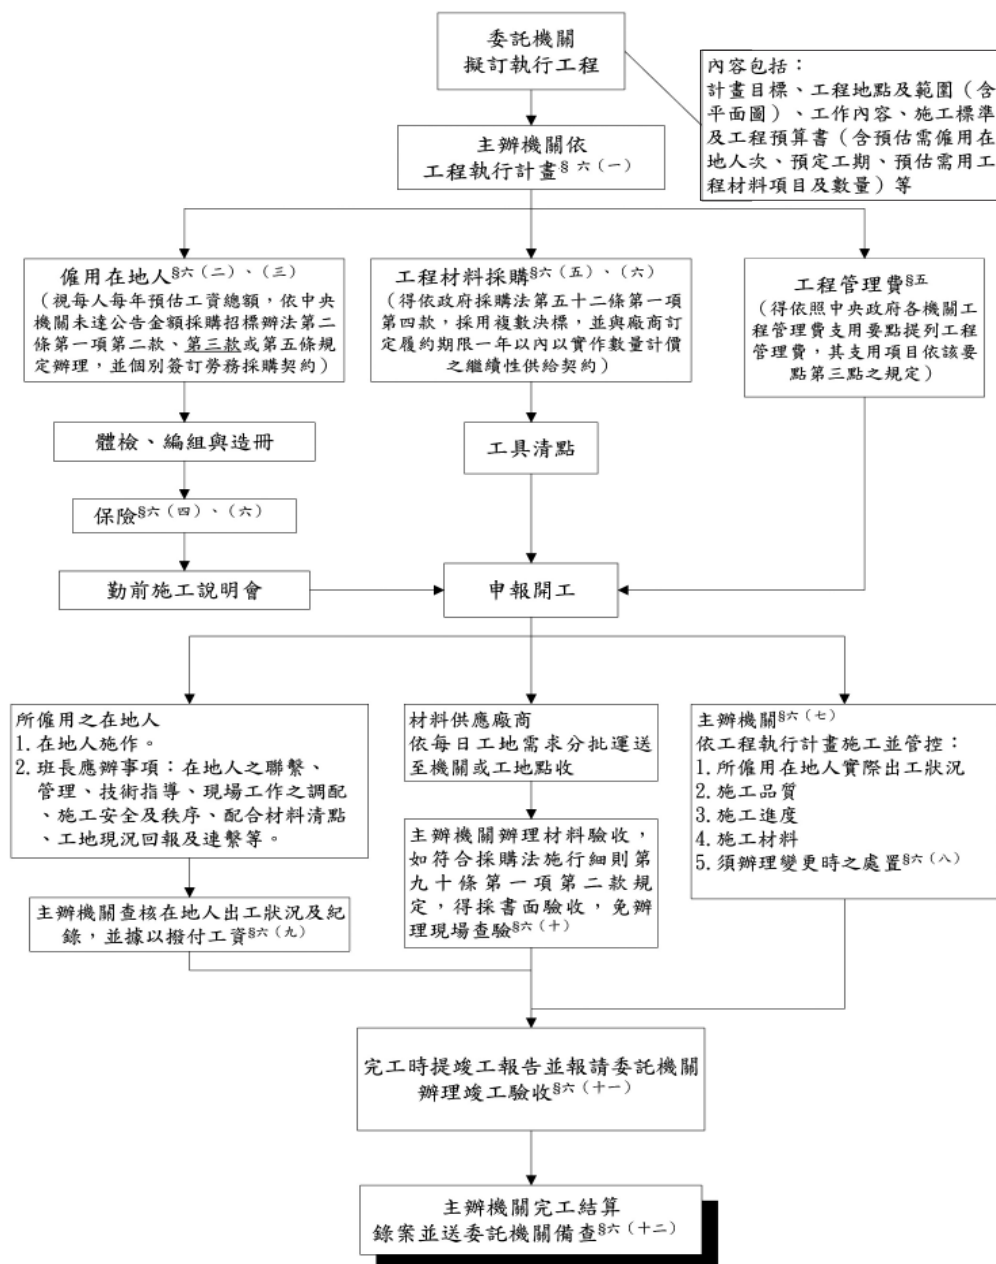 委託機關
擬訂執行工程
內容包括：
計畫目標、工程地點及範圍（含
平面圖）、工作內容、施工標準
及工程預算書（含預估需僱用在
地人次、預定工期、預估需用工
程材料項目及數量）等
主辦機關依
工程執行計畫§六（一）
僱用在地人§六（二）、（三）
（視每人每年預估工資總額，依中央
機關未達公告金額採購招標辦法第二
條第一項第二款、第三款或第五條規
定辦理，並個別簽訂勞務採購契約）
工程材料採購§六（五）、（六）
（得依政府採購法第五十二條第一項
第四款，採用複數決標，並與廠商訂
定履約期限一年以內以實作數量計價
之繼續性供給契約）
工程管理費§五
（得依照中央政府各機關工
程管理費支用要點提列工程
管理費，其支用項目依該要
點第三點之規定）
體檢、編組與造冊
工具清點
保險§六（四）、（六）
勤前施工說明會
申報開工
所僱用之在地人
1. 在地人施作。
2. 班長應辦事項：在地人之聯繫、
管理、技術指導、現場工作之調配
、施工安全及秩序、配合材料清點
、工地現況回報及連繫等。
材料供應廠商
依每日工地需求分批運送
至機關或工地點收
主辦機關§六（七）
依工程執行計畫施工並管控：
1. 所僱用在地人實際出工狀況
2. 施工品質
3. 施工進度
4. 施工材料
5. 須辦理變更時之處置§六（八）
主辦機關查核在地人出工狀況及紀
錄，並據以撥付工資§六（九）
主辦機關辦理材料驗收，
如符合採購法施行細則第
九十條第一項第二款規
定，得採書面驗收，免辦
理現場查驗§六（十）
完工時提竣工報告並報請委託機關
辦理竣工驗收§六（十一）
主辦機關完工結算
錄案並送委託機關備查§六（十二）